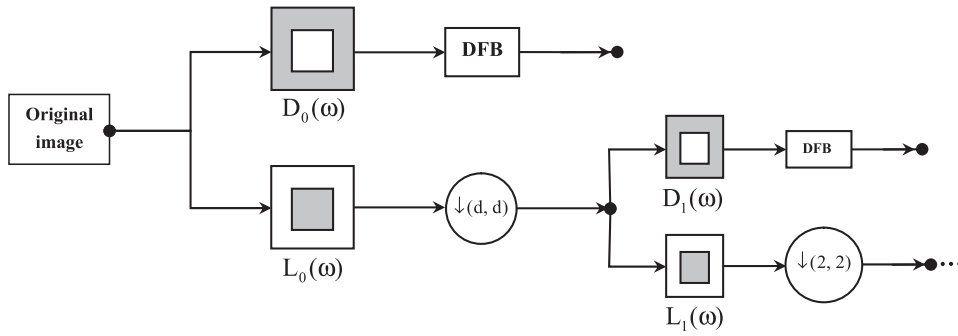 Original
image
D₀(ω)
DFB
L₀(ω)
↓(d, d)
D₁(ω)
DFB
L₁(ω)
↓(2, 2)
...